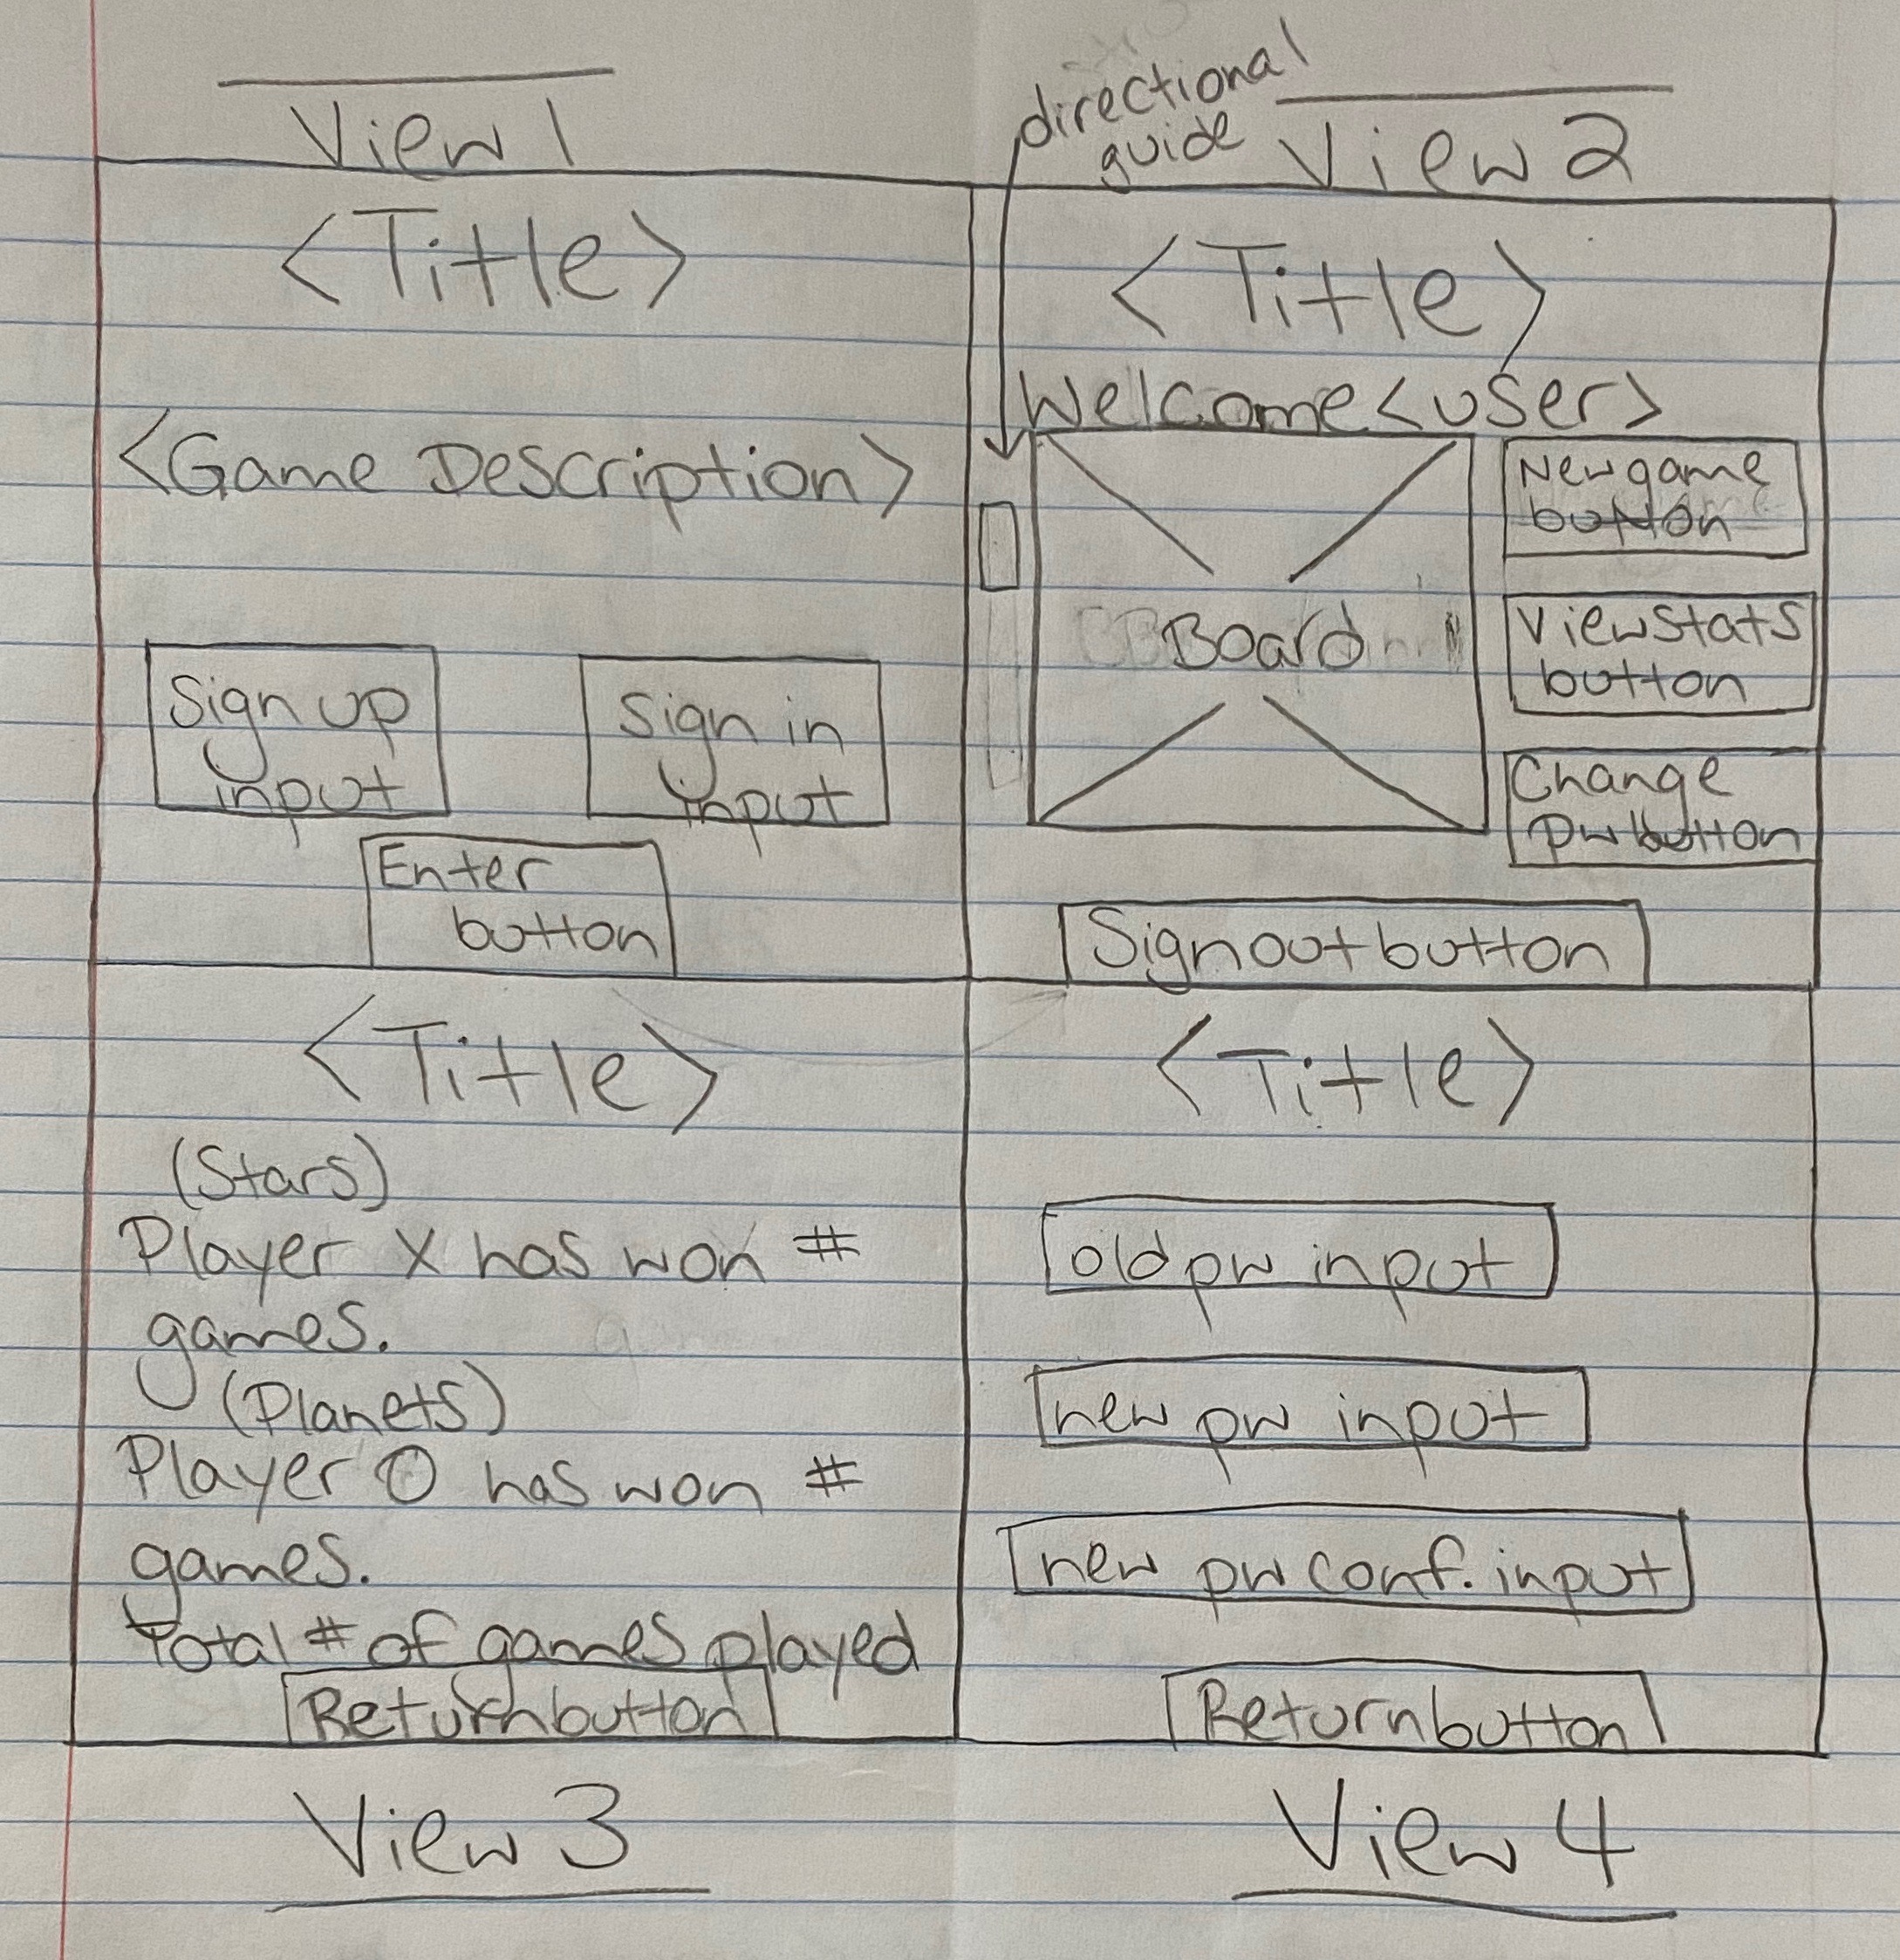 View 1
<Title>
<Game Description>
Sign up
input
Sign in
input
Enter
button
directional
guide
View 2
<Title>
Welcome <user>
Board
New game
button
View stats
button
Change
pw button
Sign out button
<Title>
(Stars)
Player X has won #
games.
(Planets)
Player O has won #
games.
Total # of games played
Return button
View 3
<Title>
old pw input
new pw input
new pw conf. input
Return button
View 4